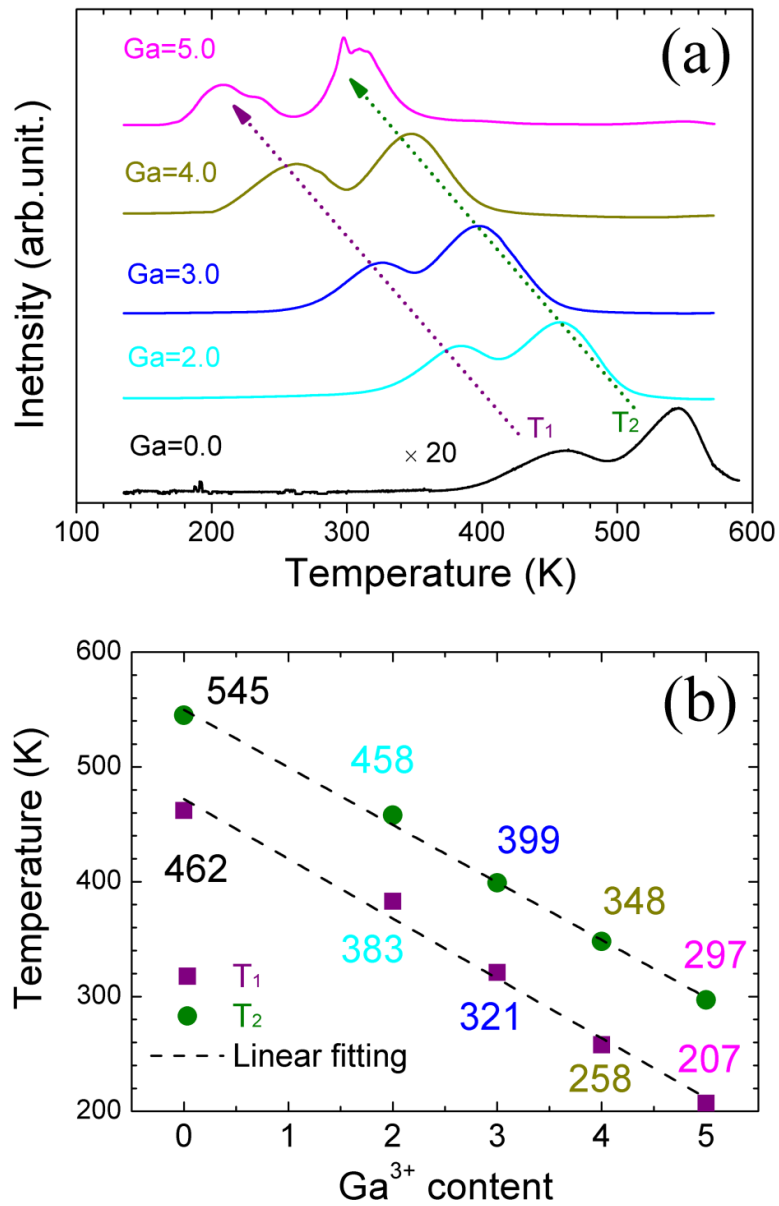 (a)
Ga=5.0
Ga=4.0
Ga=3.0
Ga=2.0
Ga=0.0
× 20
T1
T2
Inetnsity (arb.unit.)
100 200 300 400 500 600
Temperature (K)
(b)
600
500
400
300
200
Temperature (K)
545
458
399
348
297
462
383
321
258
207
T1
T2
Linear fitting
0 1 2 3 4 5
Ga3+ content